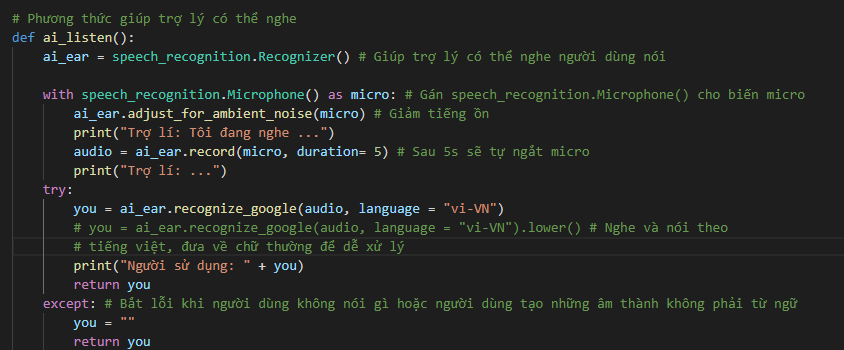 # Phương thức giúp trợ lý có thể nghe
def ai_listen():
ai_ear = speech_recognition.Recognizer() # Giúp trợ lý có thể nghe người dùng nói
with speech_recognition.Microphone() as micro: # Gán speech_recognition.Microphone() cho biến micro
ai_ear.adjust_for_ambient_noise(micro) # Giảm tiếng ồn
print("Trợ lí: Tôi đang nghe ...")
audio = ai_ear.record(micro, duration= 5) # Sau 5s sẽ tự ngắt micro
print("Trợ lí: ...")
try:
you = ai_ear.recognize_google(audio, language = "vi-VN")
# you = ai_ear.recognize_google(audio, language = "vi-VN").lower() # Nghe và nói theo
# tiếng việt, đưa về chữ thường để dễ xử lý
print("Người sử dụng: " + you)
return you
except: # Bắt lỗi khi người dùng không nói gì hoặc người dùng tạo những âm thành không phải từ ngữ
you = ""
return you